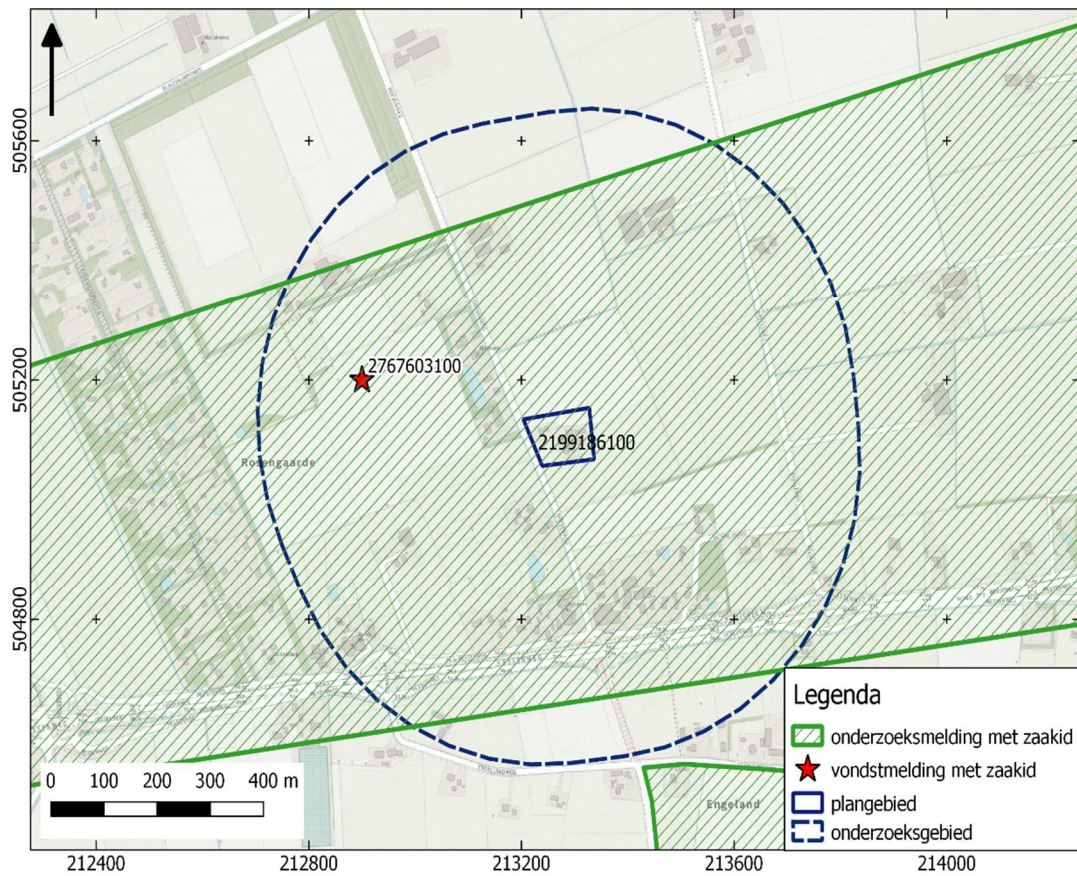 505600
505200
504800
2767603100
2199186100
Rosengaarde
Engeland
0 100 200 300 400 m
212400 212800 213200 213600 214000
Legenda
onderzoeksmelding met zaakid
vondstmelding met zaakid
plangebied
onderzoeksgebied